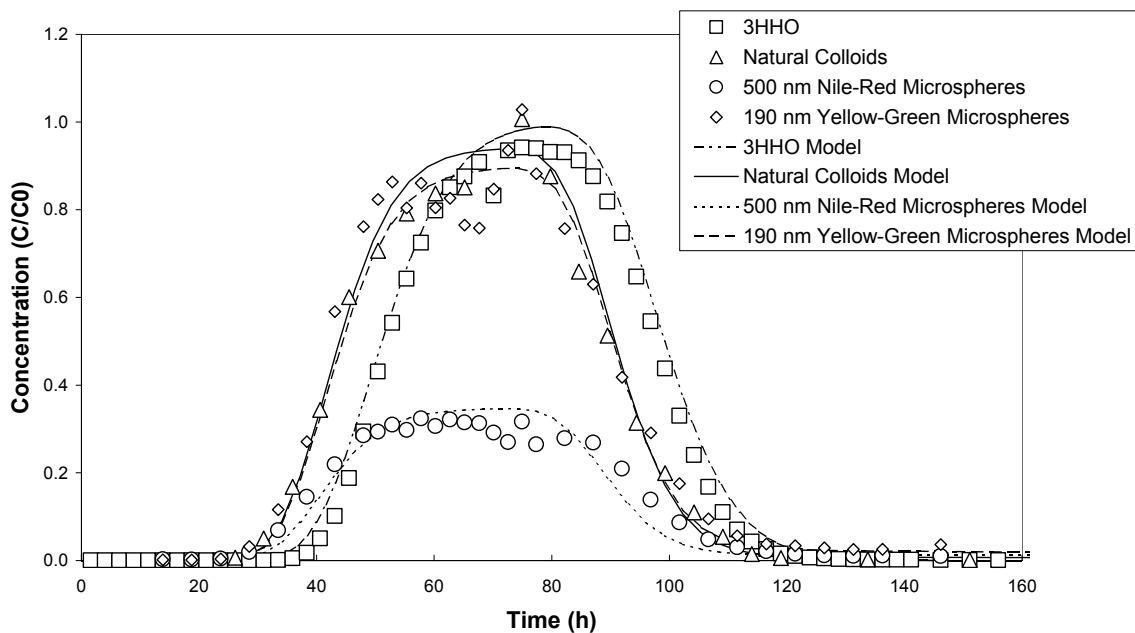 3HHO
Natural Colloids
500 nm Nile-Red Microspheres
190 nm Yellow-Green Microspheres
3HHO Model
Natural Colloids Model
500 nm Nile-Red Microspheres Model
190 nm Yellow-Green Microspheres Model
Concentration (C/C0)
1.2
1.0
0.8
0.6
0.4
0.2
0.0
0 20 40 60 80 100 120 140 160
Time (h)